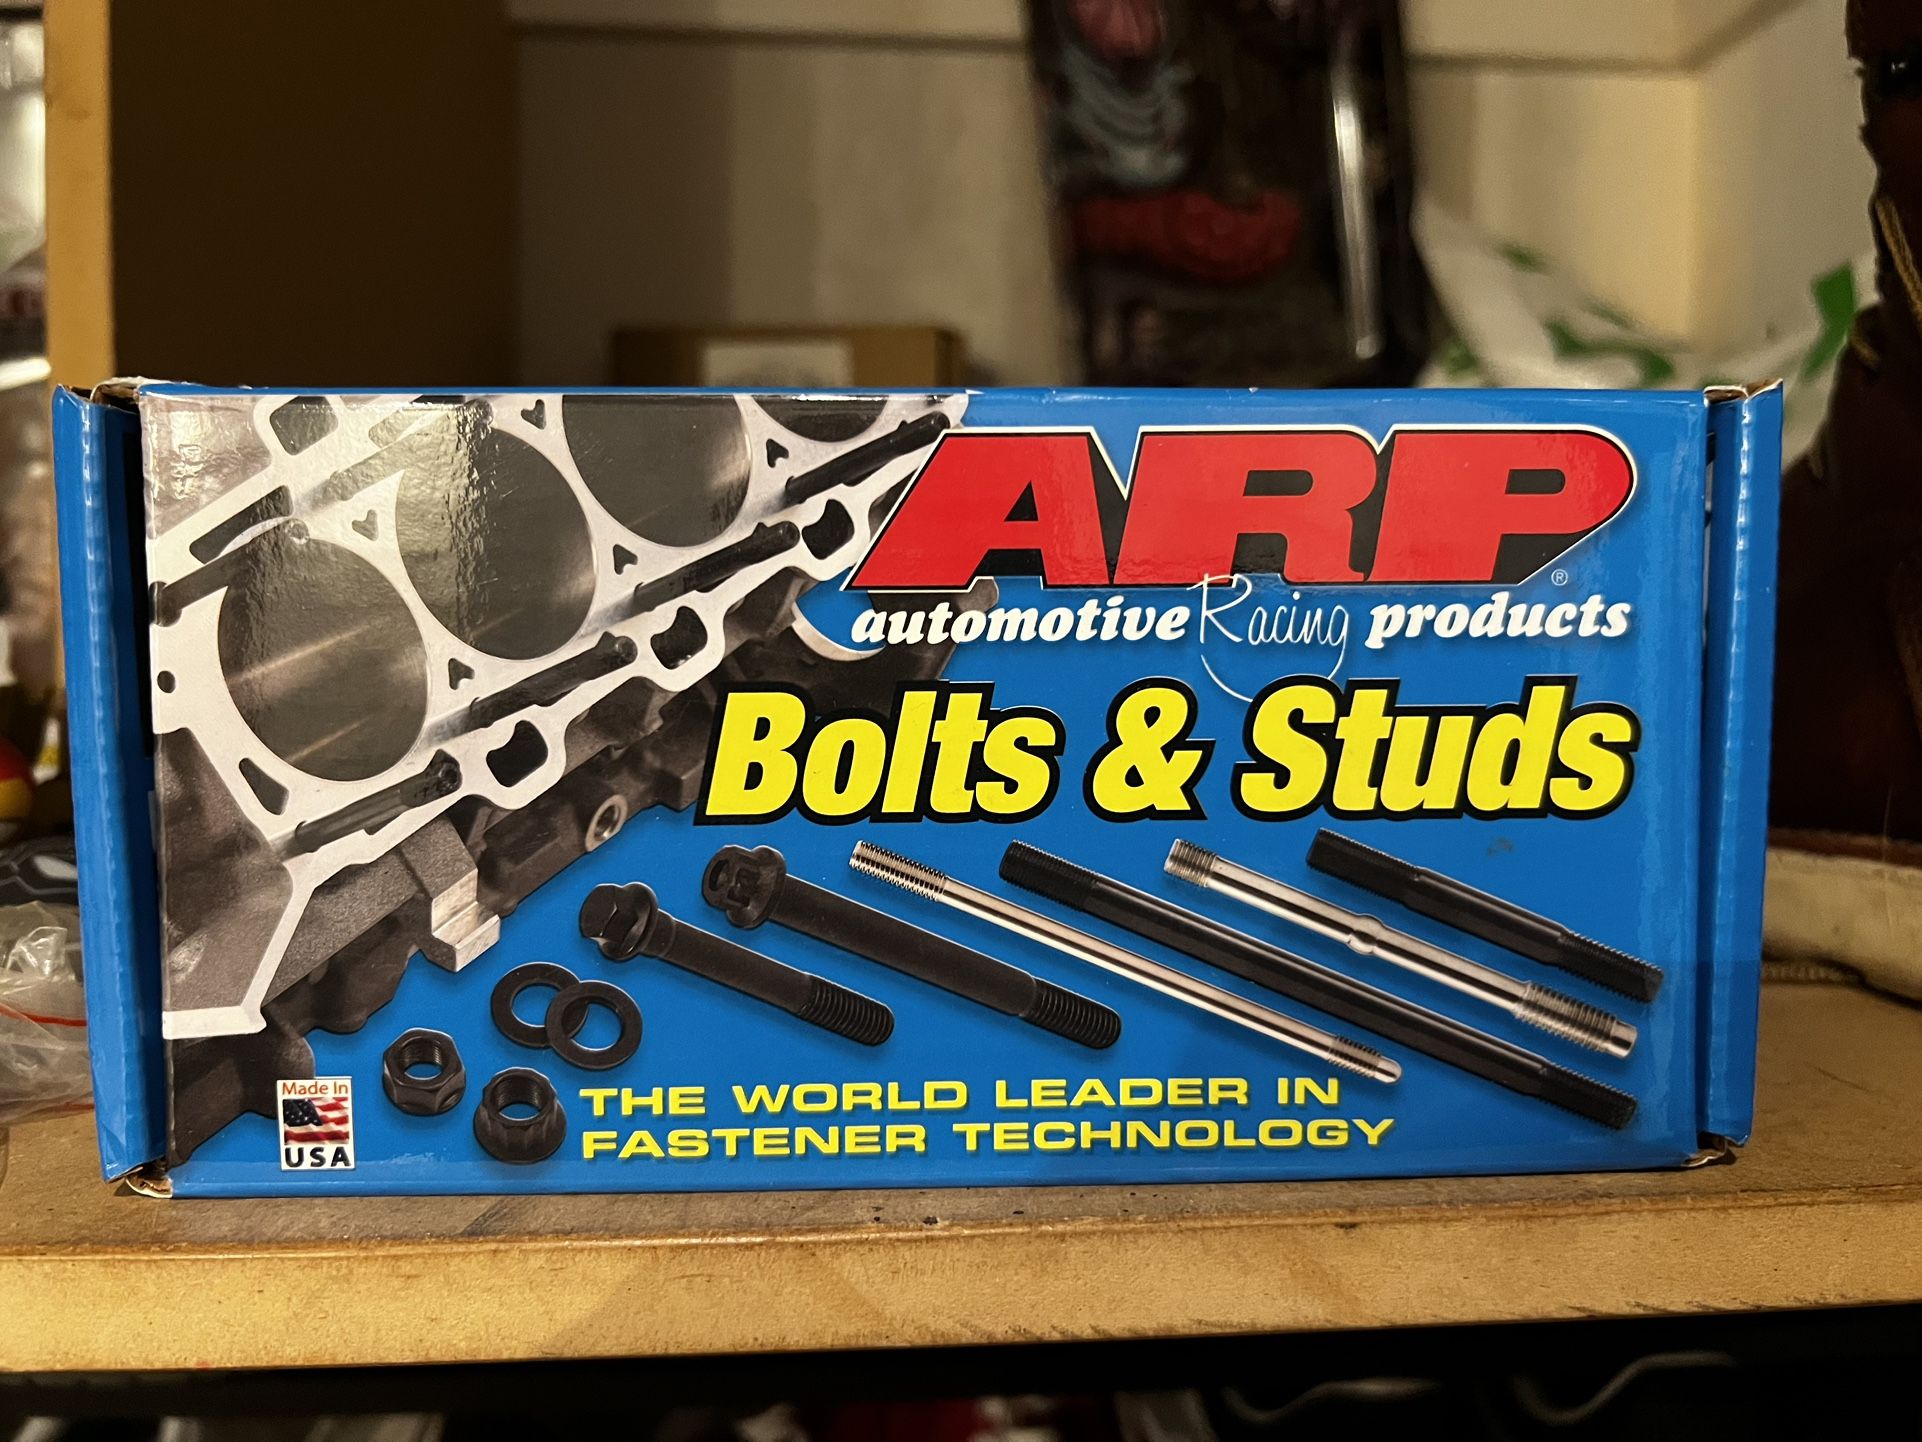 ARP®
automotive Racing products
Bolts & Studs
THE WORLD LEADER IN
FASTENER TECHNOLOGY
Made In
USA